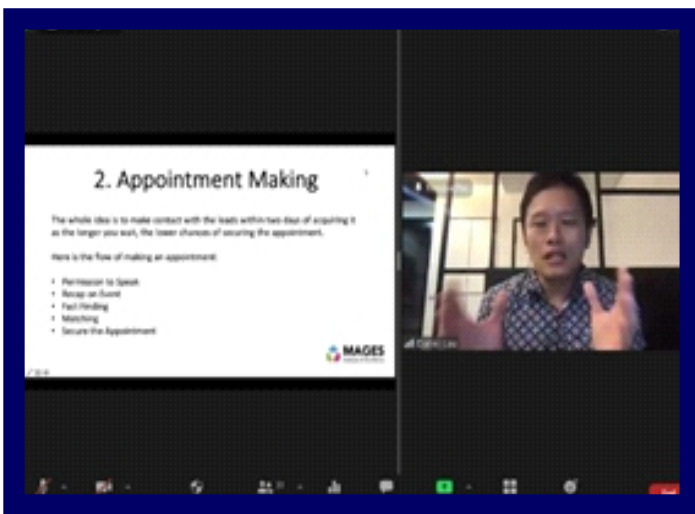 2. Appointment Making
The whole idea is to make contact with the leads within two days of acquiring it
as the longer you wait, the lower chances of securing the appointment.
Here is the flow of making an appointment:
• Permission to Speak
• Recap on Event
• Fact Finding
• Matching
• Secure the Appointment
MAGES